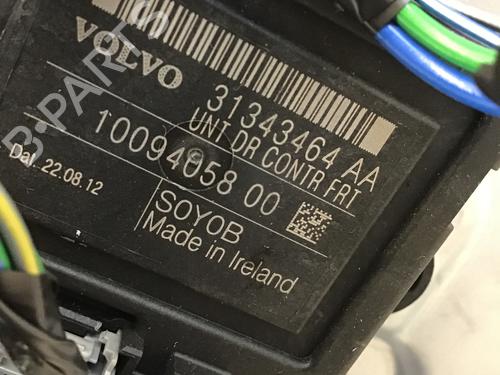 VOLVO
31343464 AA
UNT DR CONTR FRT
10094058 00
Dat. 22.08.12
SOYOB
Made in Ireland
B-PARTS